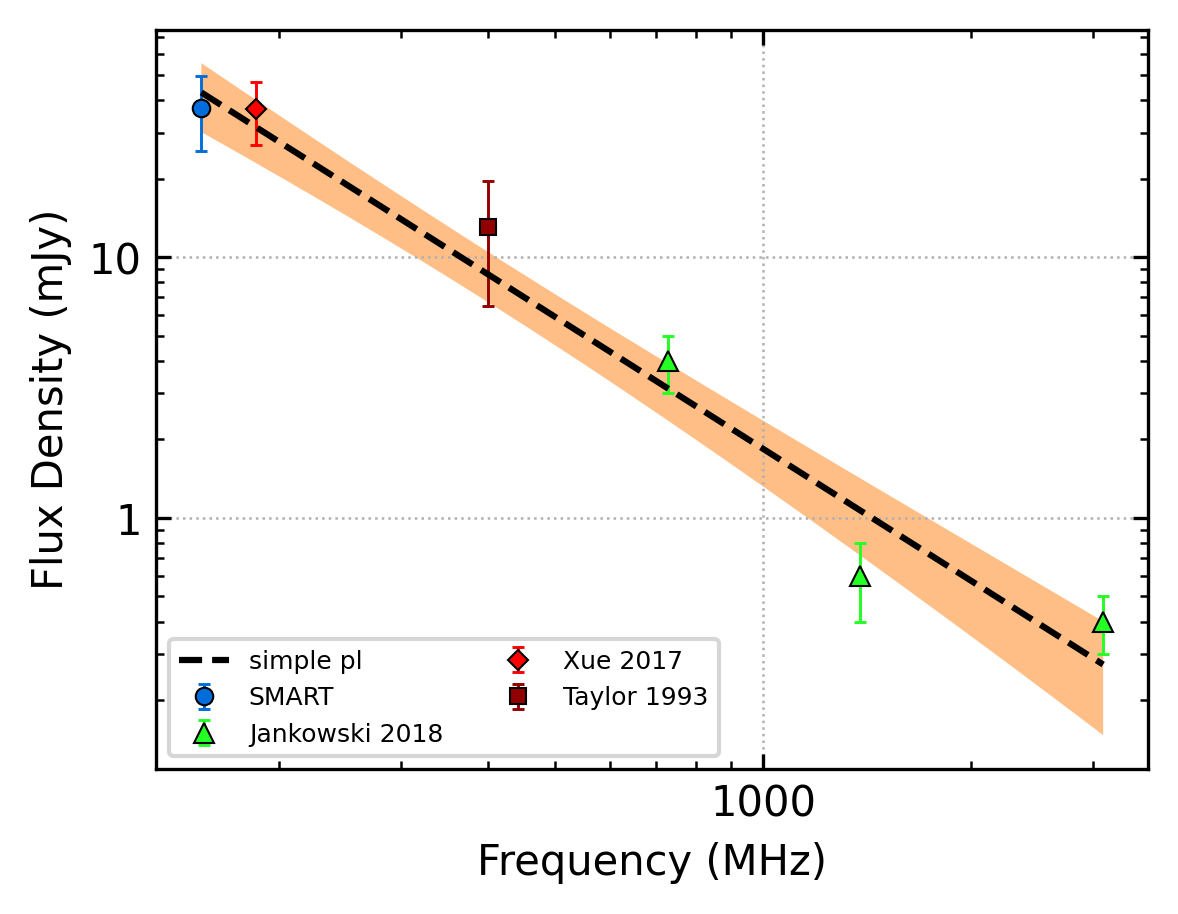 Flux Density (mJy)
10
1
simple pl
SMART
Jankowski 2018
Xue 2017
Taylor 1993
1000
Frequency (MHz)